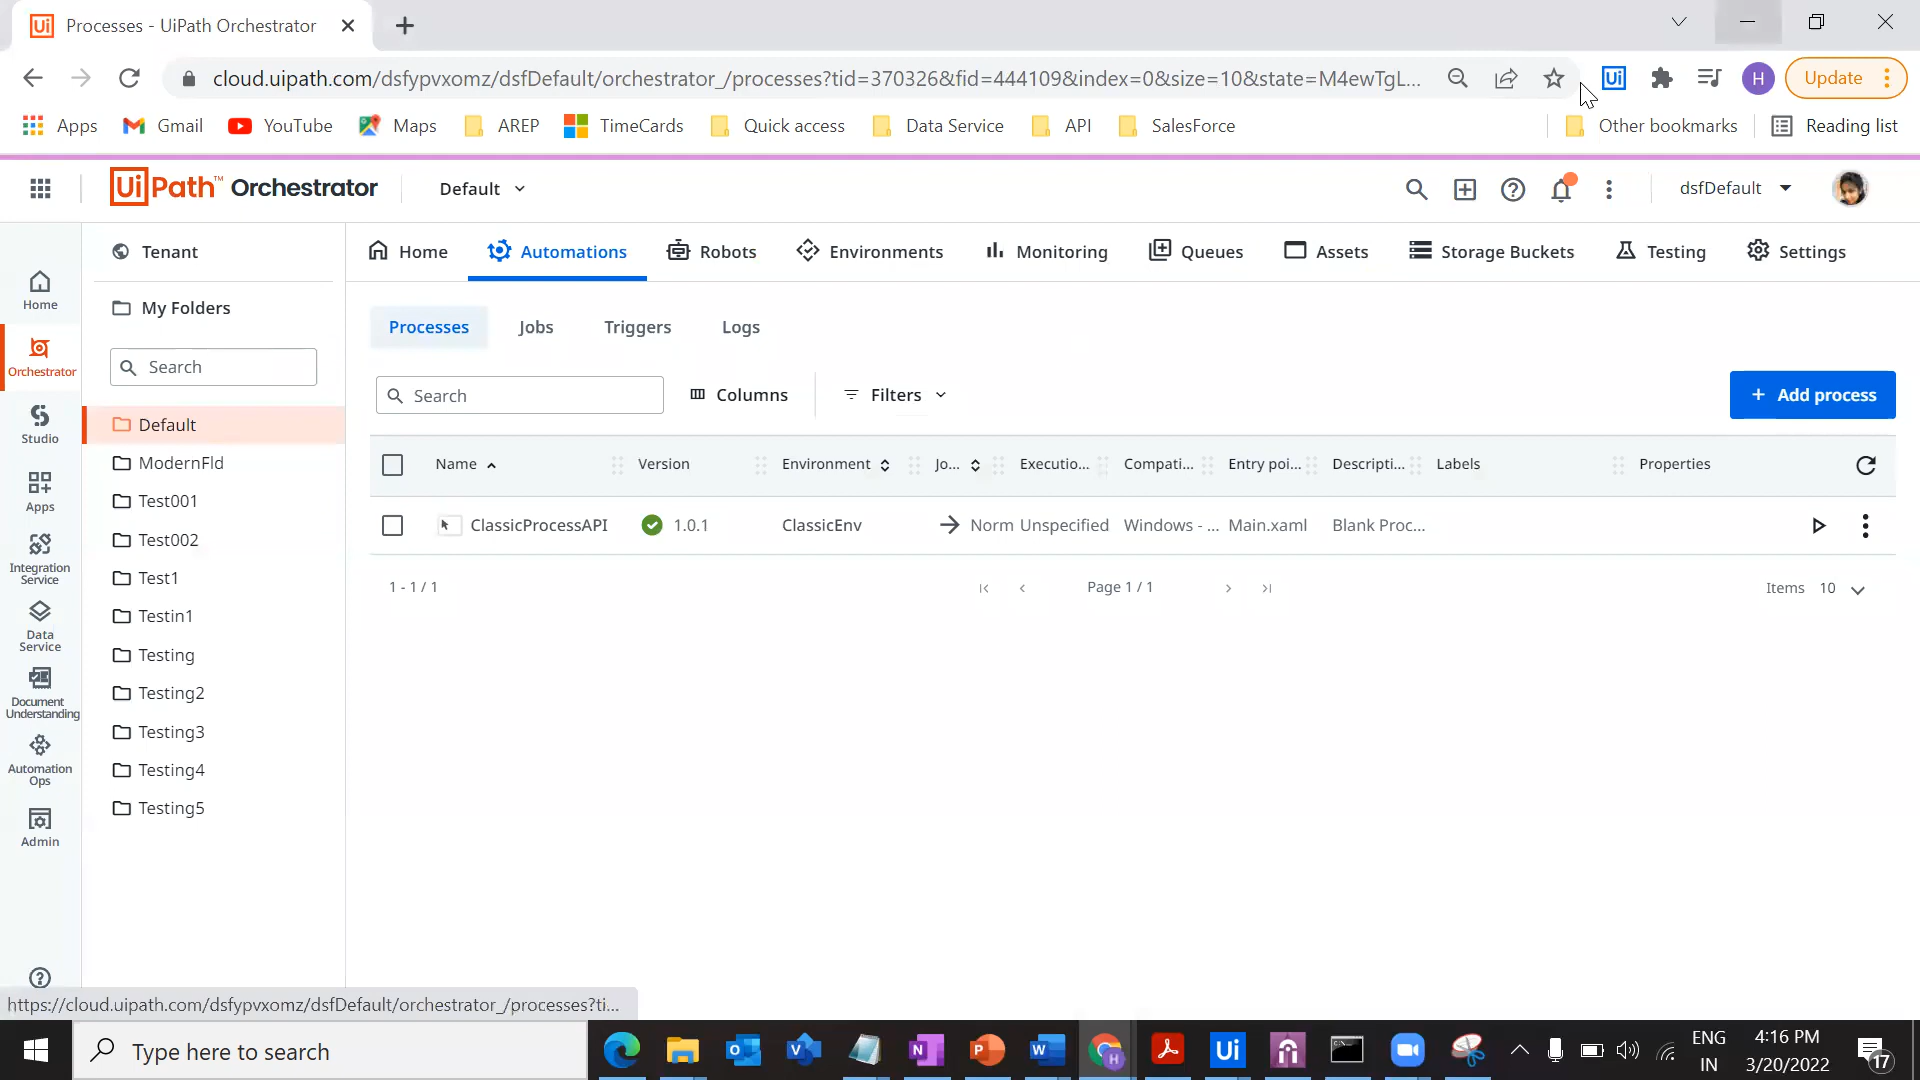 Processes - UiPath Orchestrator
cloud.uipath.com/dsfypvxomz/dsfDefault/orchestrator_/processes?tid=370326&fid=444109&index=0&size=10&state=M4ewTgL...
Ui
H
Update
Apps
Gmail
YouTube
Maps
AREP
TimeCards
Quick access
Data Service
API
SalesForce
Other bookmarks
Reading list
UiPath™ Orchestrator
Default
dsfDefault
Home
Orchestrator
Studio
Apps
Integration
Service
Data
Service
Document
Understanding
Automation
Ops
Admin
Tenant
My Folders
Search
Default
ModernFld
Test001
Test002
Test1
Testin1
Testing
Testing2
Testing3
Testing4
Testing5
Home
Automations
Robots
Environments
Monitoring
Queues
Assets
Storage Buckets
Testing
Settings
Processes
Jobs
Triggers
Logs
Search
Columns
Filters
+ Add process
Name
Version
Environment
Jo...
Executio...
Compati...
Entry poi...
Descripti...
Labels
Properties
ClassicProcessAPI
1.0.1
ClassicEnv
Norm
Unspecified
Windows - ...
Main.xaml
Blank Proc...
1 - 1 / 1
Page 1 / 1
Items 10
https://cloud.uipath.com/dsfypvxomz/dsfDefault/orchestrator_/processes?ti...
Type here to search
ENG
IN
4:16 PM
3/20/2022
17